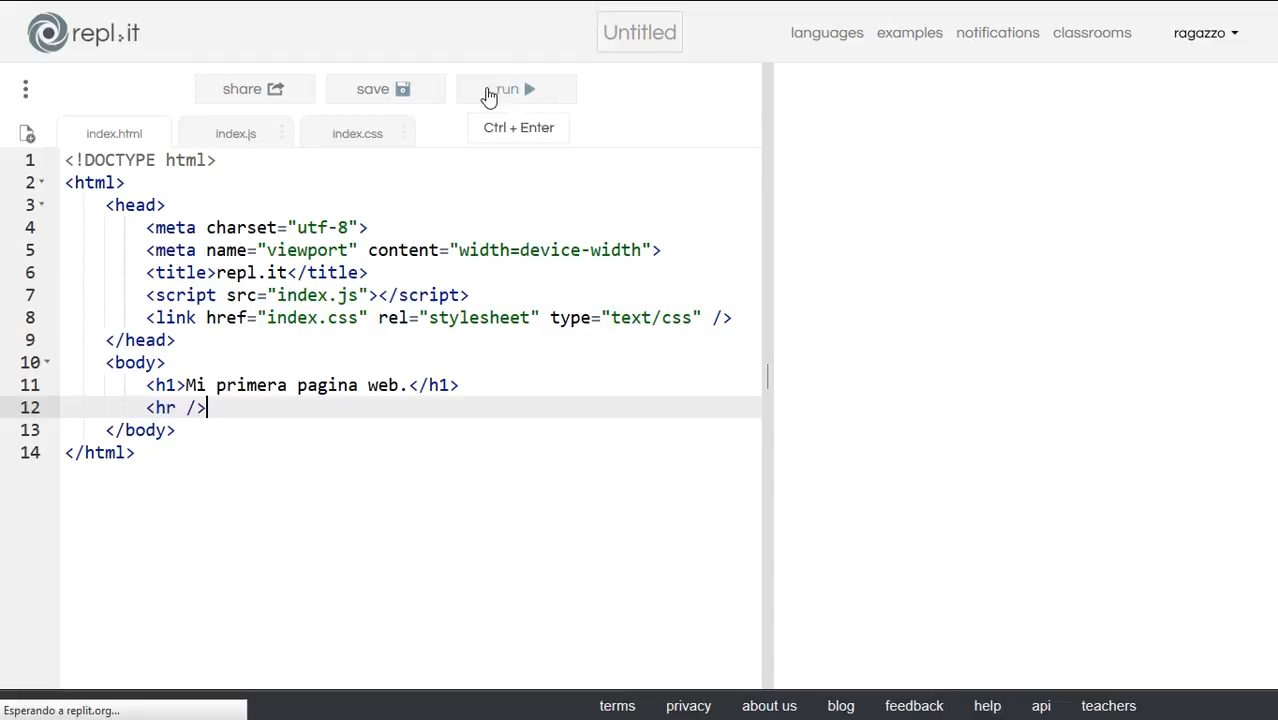 repl.it
Untitled
languages examples notifications classrooms ragazzo
share save run
Ctrl + Enter
index.html index.js index.css
1 <!DOCTYPE html>
2 <html>
3 <head>
4 <meta charset="utf-8">
5 <meta name="viewport" content="width=device-width">
6 <title>repl.it</title>
7 <script src="index.js"></script>
8 <link href="index.css" rel="stylesheet" type="text/css" />
9 </head>
10 <body>
11 <h1>Mi primera pagina web.</h1>
12 <hr />
13 </body>
14 </html>
Esperando a replit.org...
terms privacy about us blog feedback help api teachers